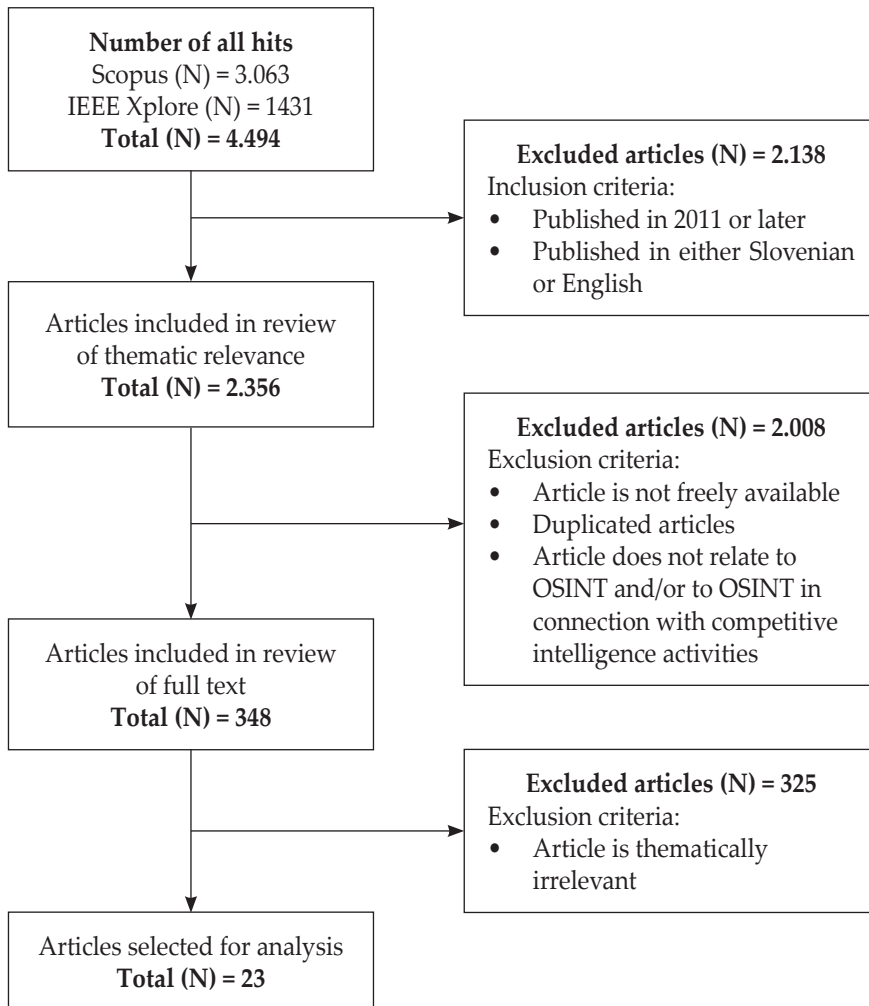 Number of all hits
Scopus (N) = 3.063
IEEE Xplore (N) = 1431
Total (N) = 4.494
Excluded articles (N) = 2.138
Inclusion criteria:
• Published in 2011 or later
• Published in either Slovenian
or English
Articles included in review
of thematic relevance
Total (N) = 2.356
Excluded articles (N) = 2.008
Exclusion criteria:
• Article is not freely available
• Duplicated articles
• Article does not relate to
OSINT and/or to OSINT in
connection with competitive
intelligence activities
Articles included in review
of full text
Total (N) = 348
Excluded articles (N) = 325
Exclusion criteria:
• Article is thematically
irrelevant
Articles selected for analysis
Total (N) = 23